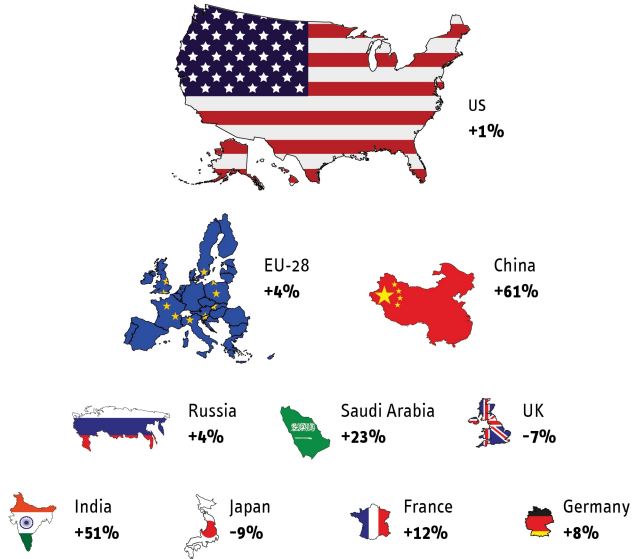 US
+1%
EU-28
+4%
China
+61%
Russia
+4%
Saudi Arabia
+23%
UK
-7%
India
+51%
Japan
-9%
France
+12%
Germany
+8%